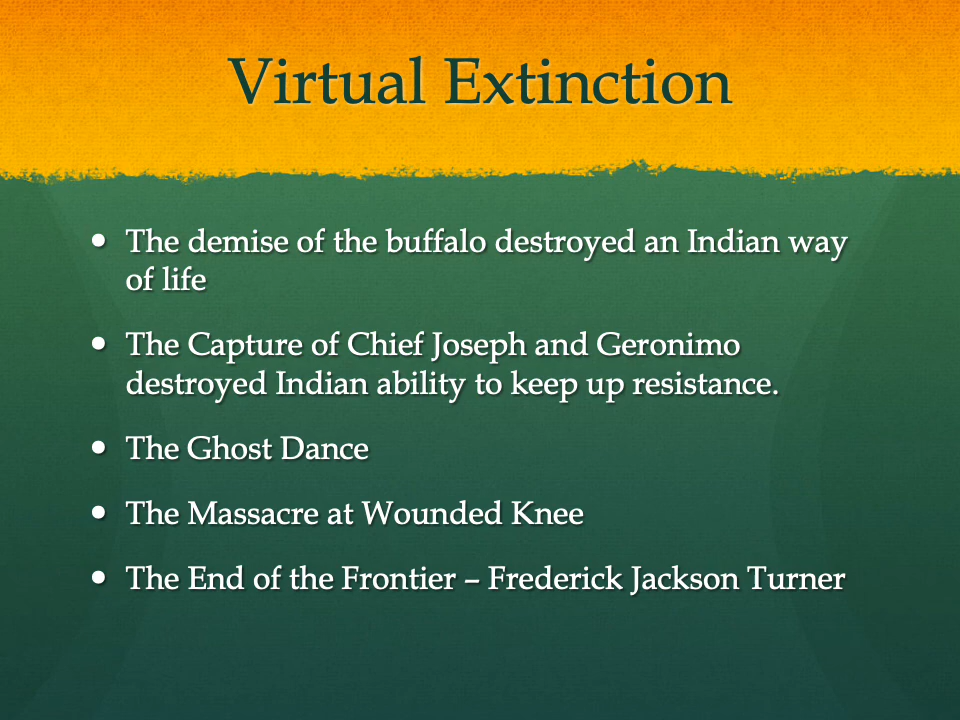 Virtual Extinction
• The demise of the buffalo destroyed an Indian way
of life
• The Capture of Chief Joseph and Geronimo
destroyed Indian ability to keep up resistance.
• The Ghost Dance
• The Massacre at Wounded Knee
• The End of the Frontier – Frederick Jackson Turner